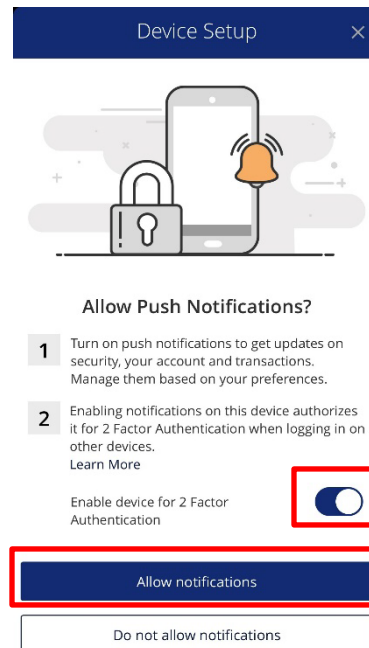 Device Setup
Allow Push Notifications?
1 Turn on push notifications to get updates on
security, your account and transactions.
Manage them based on your preferences.
2 Enabling notifications on this device authorizes
it for 2 Factor Authentication when logging in on
other devices.
Learn More
Enable device for 2 Factor
Authentication
Allow notifications
Do not allow notifications